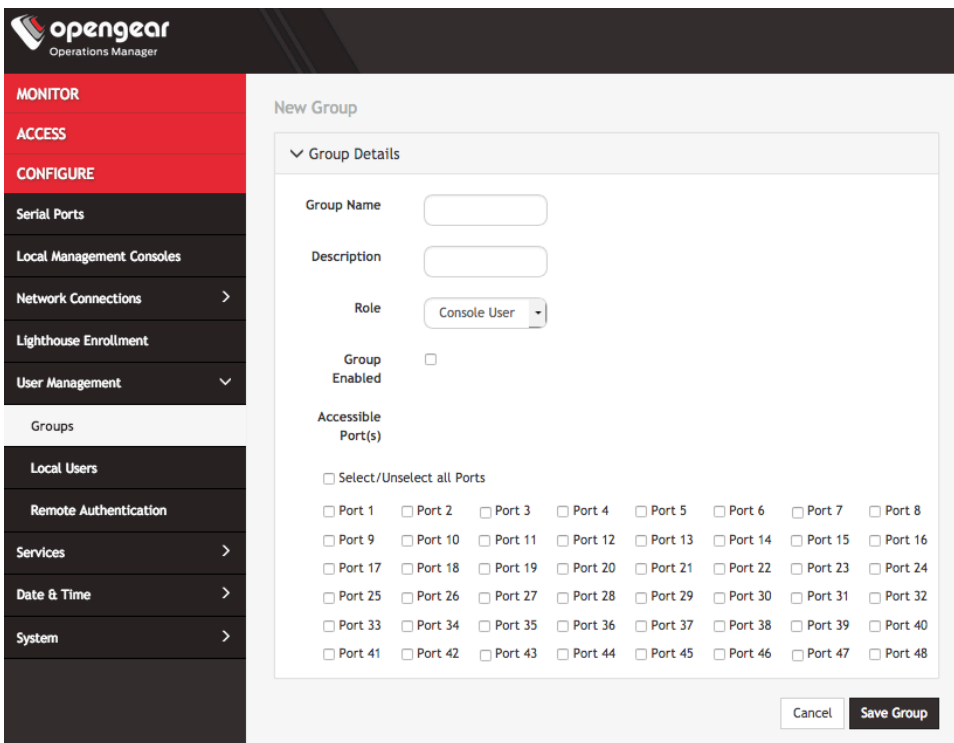 opengear
Operations Manager
MONITOR
ACCESS
CONFIGURE
Serial Ports
Local Management Consoles
Network Connections
Lighthouse Enrollment
User Management
Groups
Local Users
Remote Authentication
Services
Date & Time
System
New Group
Group Details
Group Name
Description
Role
Console User
Group
Enabled
Accessible
Port(s)
Select/Unselect all Ports
Port 1 Port 2 Port 3 Port 4 Port 5 Port 6 Port 7 Port 8
Port 9 Port 10 Port 11 Port 12 Port 13 Port 14 Port 15 Port 16
Port 17 Port 18 Port 19 Port 20 Port 21 Port 22 Port 23 Port 24
Port 25 Port 26 Port 27 Port 28 Port 29 Port 30 Port 31 Port 32
Port 33 Port 34 Port 35 Port 36 Port 37 Port 38 Port 39 Port 40
Port 41 Port 42 Port 43 Port 44 Port 45 Port 46 Port 47 Port 48
Cancel Save Group